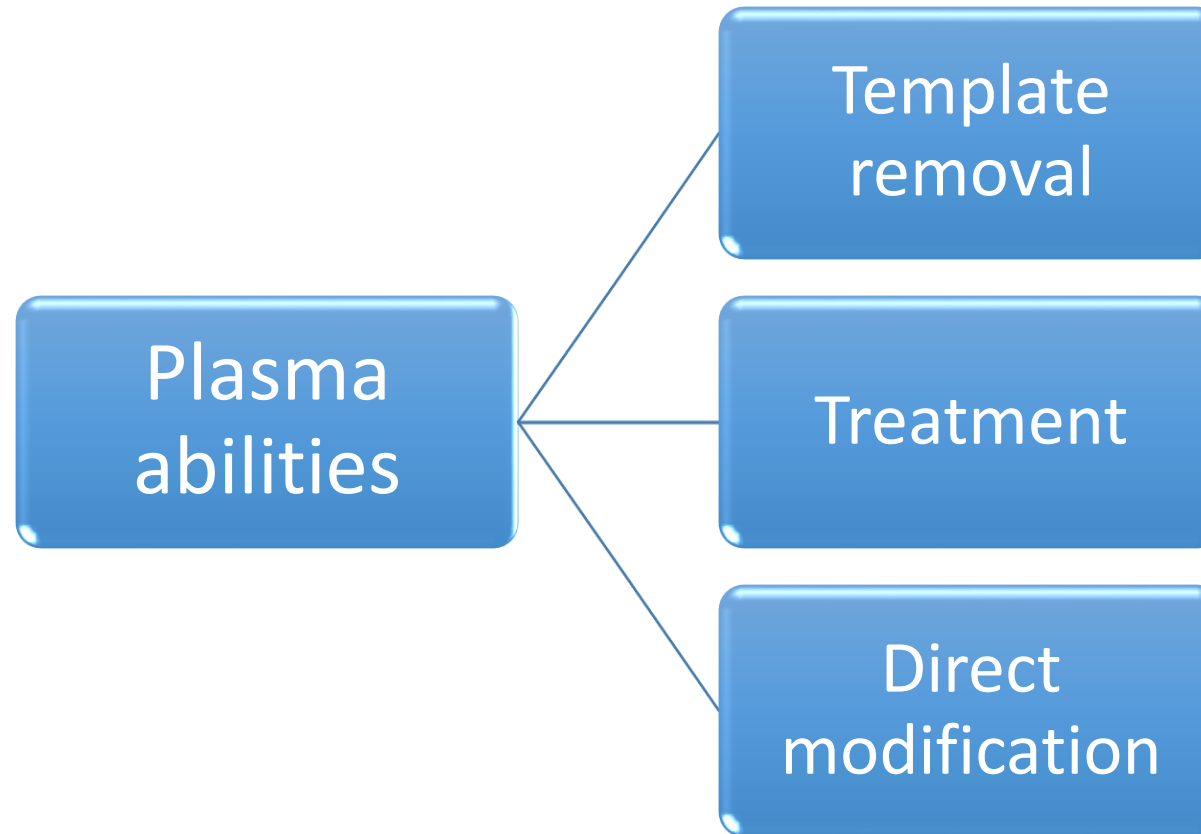 Template
removal
Plasma
abilities
Treatment
Direct
modification